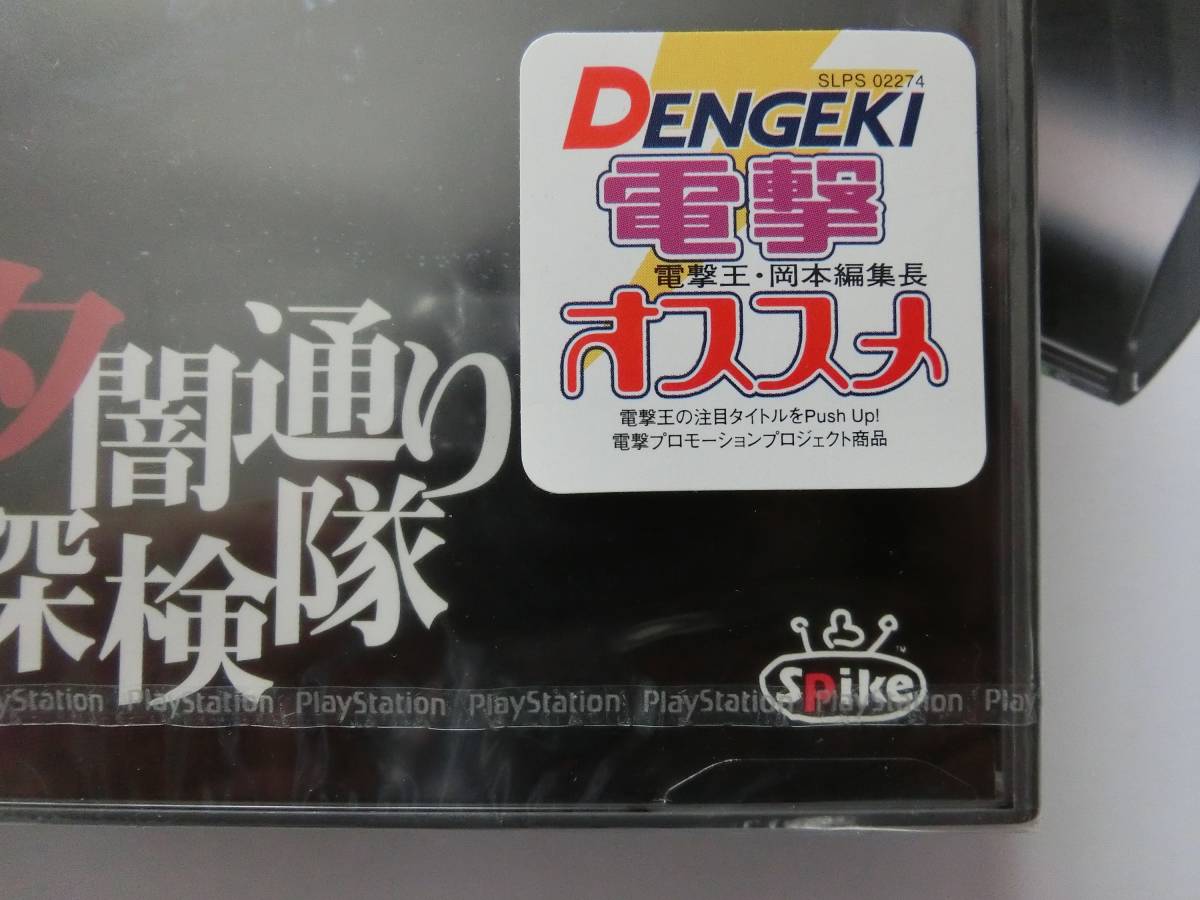 SLPS 02274
DENGEKI
電撃
電撃王・岡本編集長
オススメ
電撃王の注目タイトルをPush Up!
電撃プロモーションプロジェクト商品
夕闇通り
探検隊
Spike
TM
PlayStation PlayStation PlayStation PlayStation PlayStation PlayStation